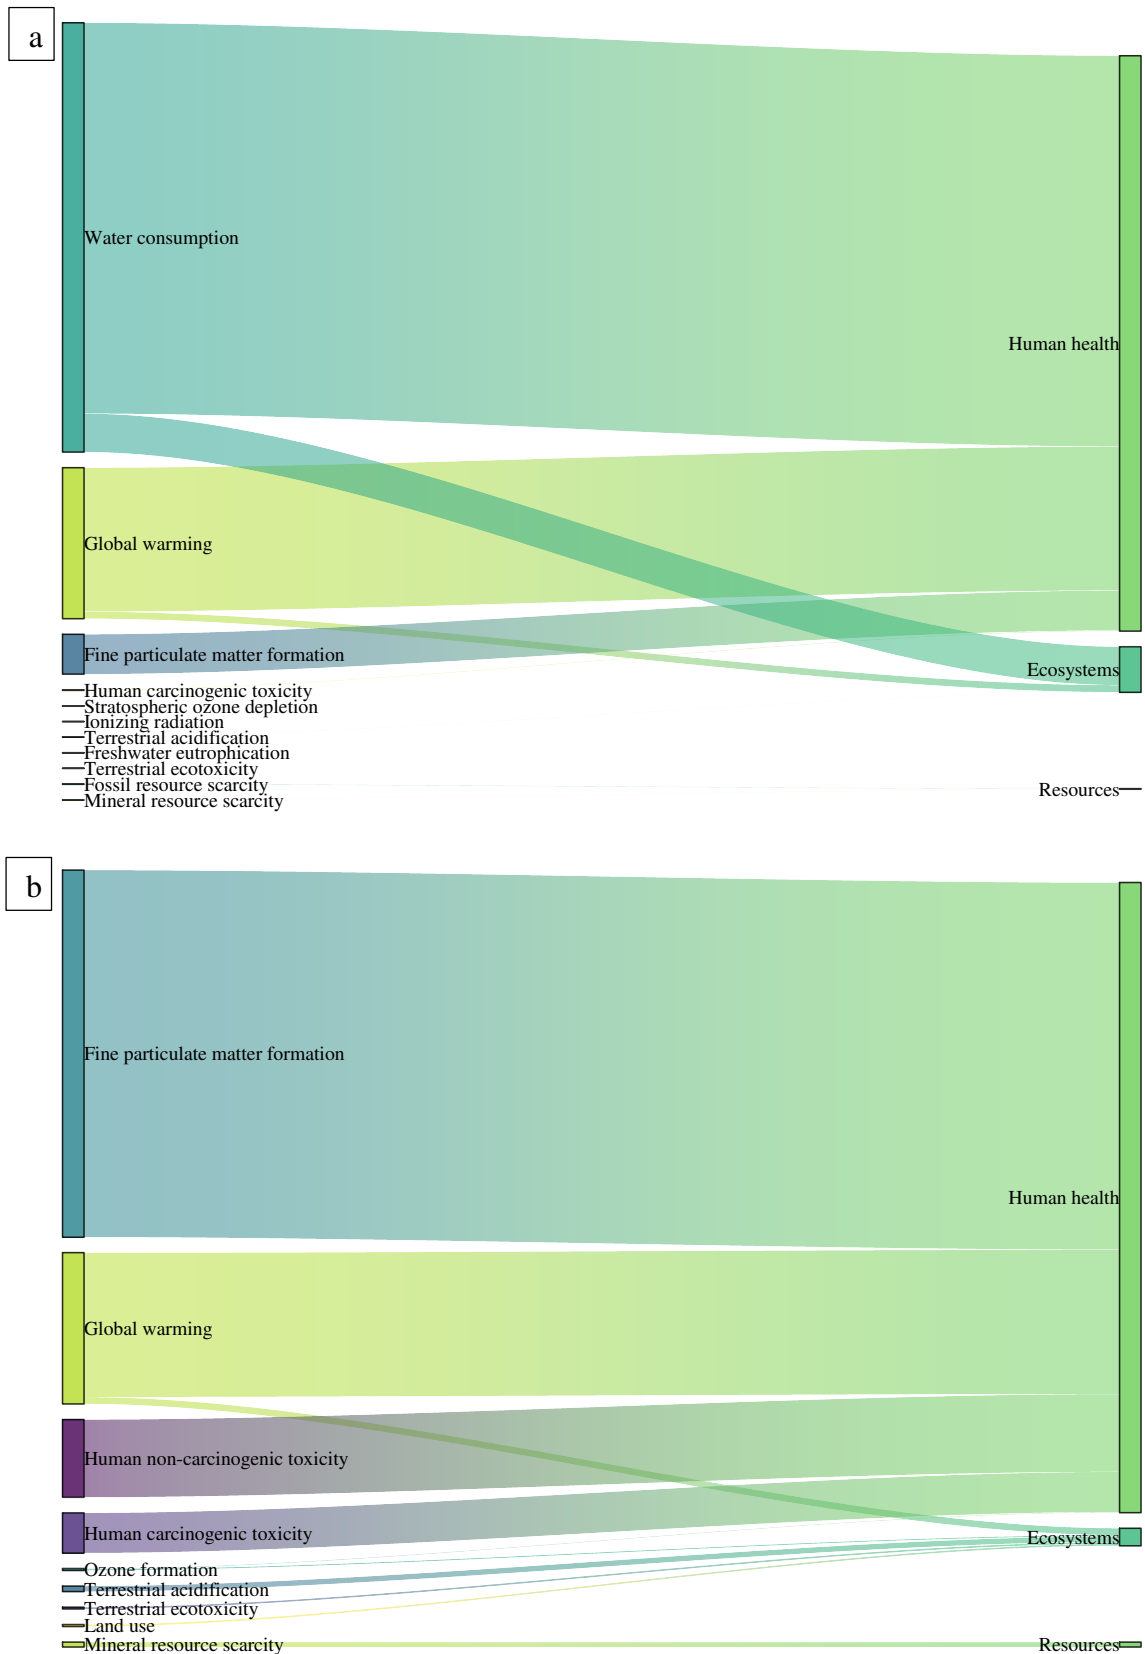 a
Water consumption
Human health
Global warming
Fine particulate matter formation
Ecosystems
Human carcinogenic toxicity
Stratospheric ozone depletion
Ionizing radiation
Terrestrial acidification
Freshwater eutrophication
Terrestrial ecotoxicity
Fossil resource scarcity
Resources
Mineral resource scarcity
b
Fine particulate matter formation
Human health
Global warming
Human non-carcinogenic toxicity
Human carcinogenic toxicity
Ecosystems
Ozone formation
Terrestrial acidification
Terrestrial ecotoxicity
Land use
Mineral resource scarcity
Resources